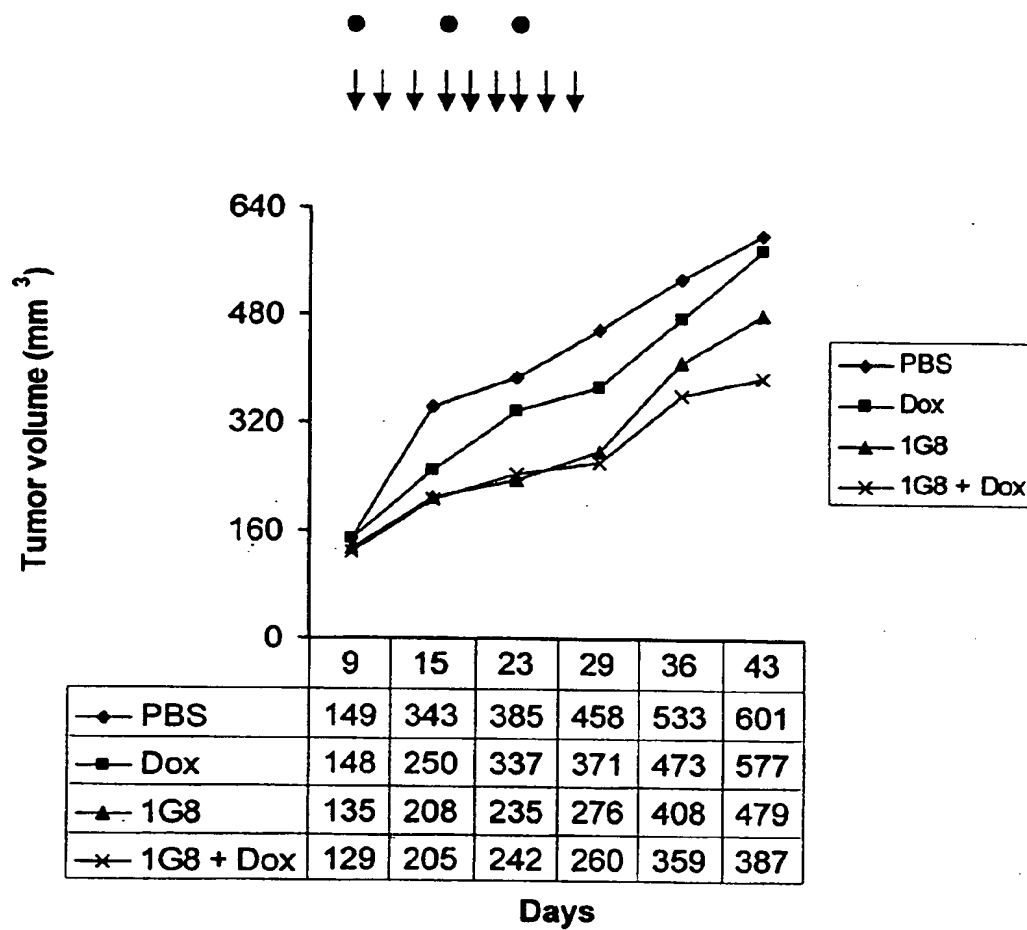 640
480
320
160
0
Tumor volume (mm 3)
PBS
Dox
1G8
1G8 + Dox
9 15 23 29 36 43
PBS 149 343 385 458 533 601
Dox 148 250 337 371 473 577
1G8 135 208 235 276 408 479
1G8 + Dox 129 205 242 260 359 387
Days